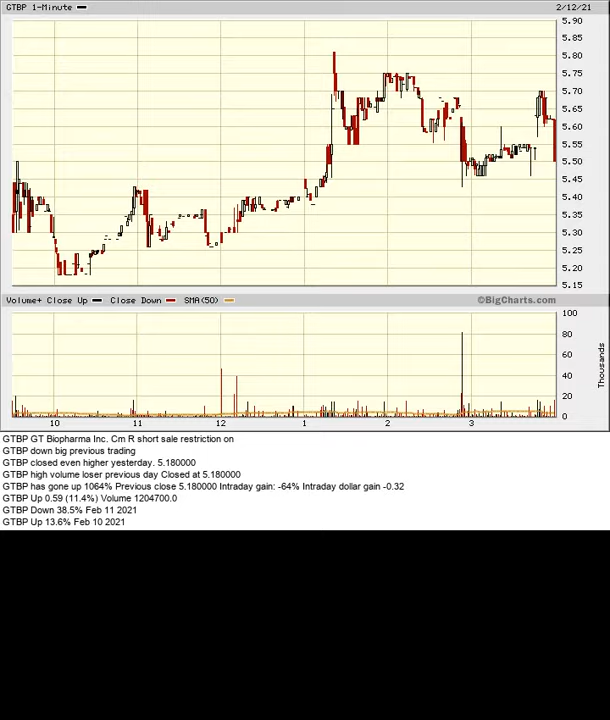 GTBP 1-Minute 2/12/21
5.90
5.85
5.80
5.75
5.70
5.65
5.60
5.55
5.50
5.45
5.40
5.35
5.30
5.25
5.20
5.15
Volume+ Close Up Close Down SMA(50) ©BigCharts.com
100
80
60
40
20
0
Thousands
10 11 12 1 2 3
GTBP GT Biopharma Inc. Cm R short sale restriction on
GTBP down big previous trading
GTBP closed even higher yesterday. 5.180000
GTBP high volume loser previous day Closed at 5.180000
GTBP has gone up 1064% Previous close 5.180000 Intraday gain: -64% Intraday dollar gain -0.32
GTBP Up 0.59 (11.4%) Volume 1204700.0
GTBP Down 38.5% Feb 11 2021
GTBP Up 13.6% Feb 10 2021